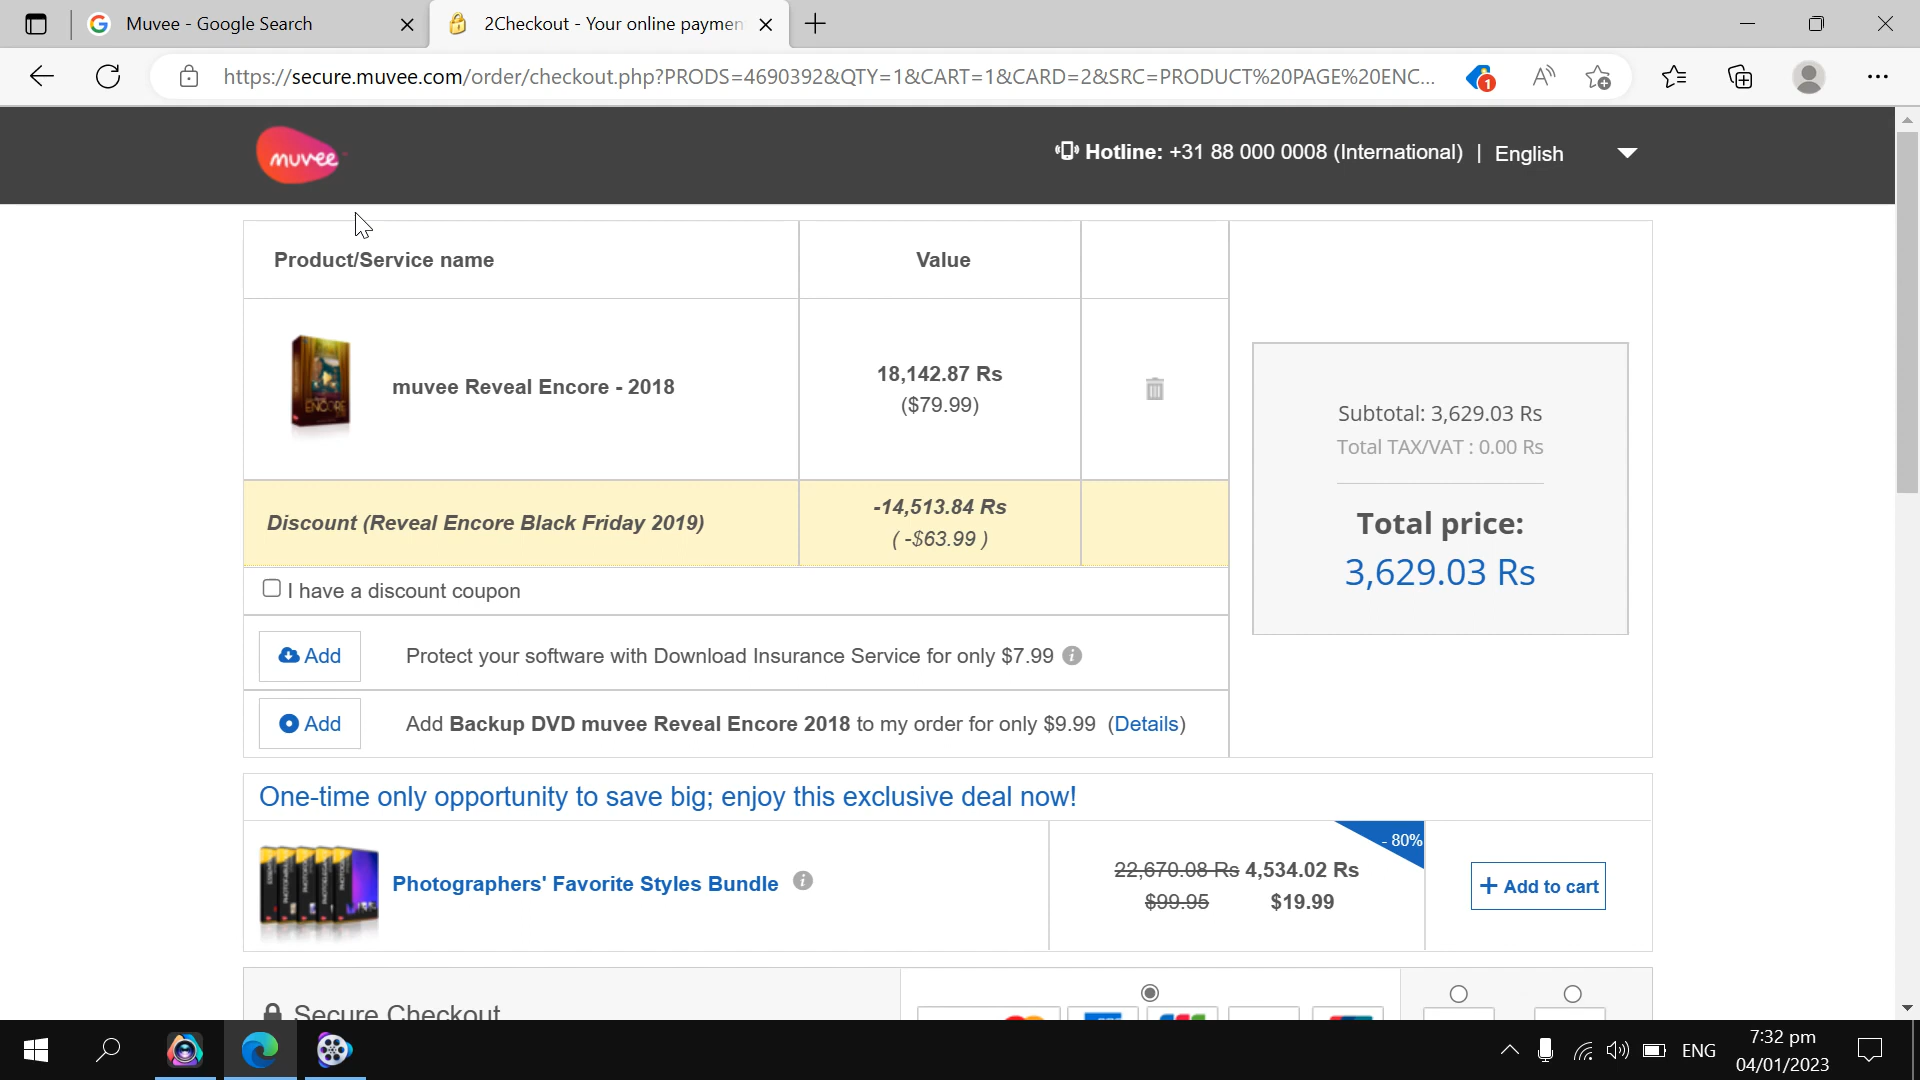 Muvee - Google Search
2Checkout - Your online paymen
https://secure.muvee.com/order/checkout.php?PRODS=4690392&QTY=1&CART=1&CARD=2&SRC=PRODUCT%20PAGE%20ENC...
1
muvee
Hotline: +31 88 000 0008 (International) | English
Product/Service name
Value
muvee Reveal Encore - 2018
18,142.87 Rs
($79.99)
Discount (Reveal Encore Black Friday 2019)
-14,513.84 Rs
( -$63.99 )
Subtotal: 3,629.03 Rs
Total TAX/VAT : 0.00 Rs
Total price:
3,629.03 Rs
I have a discount coupon
Add
Protect your software with Download Insurance Service for only $7.99
Add
Add Backup DVD muvee Reveal Encore 2018 to my order for only $9.99 (Details)
One-time only opportunity to save big; enjoy this exclusive deal now!
Photographers' Favorite Styles Bundle
- 80%
22,670.08 Rs 4,534.02 Rs
$99.95 $19.99
+ Add to cart
Secure Checkout
ENG
7:32 pm
04/01/2023